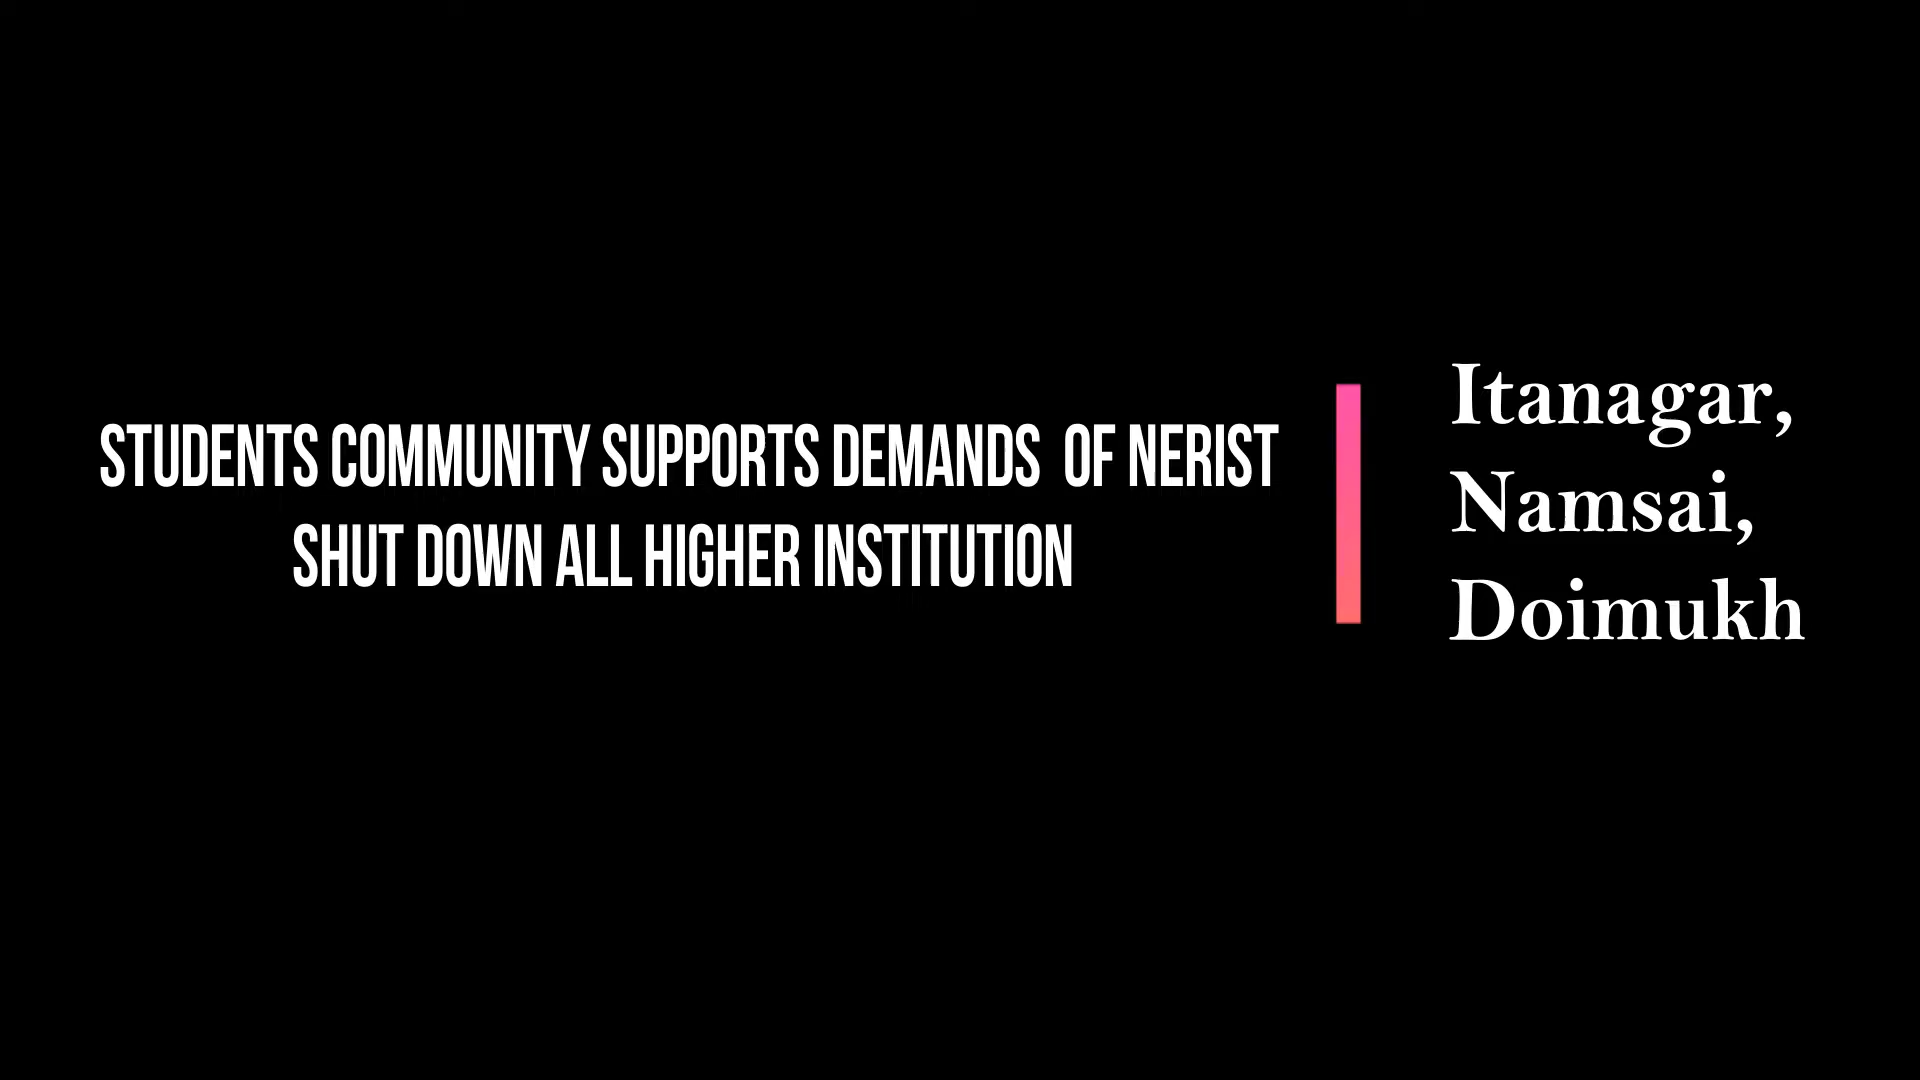 STUDENTS COMMUNITY SUPPORTS DEMANDS  OF NERIST
SHUT DOWN ALL HIGHER INSTITUTION
Itanagar,
Namsai,
Doimukh